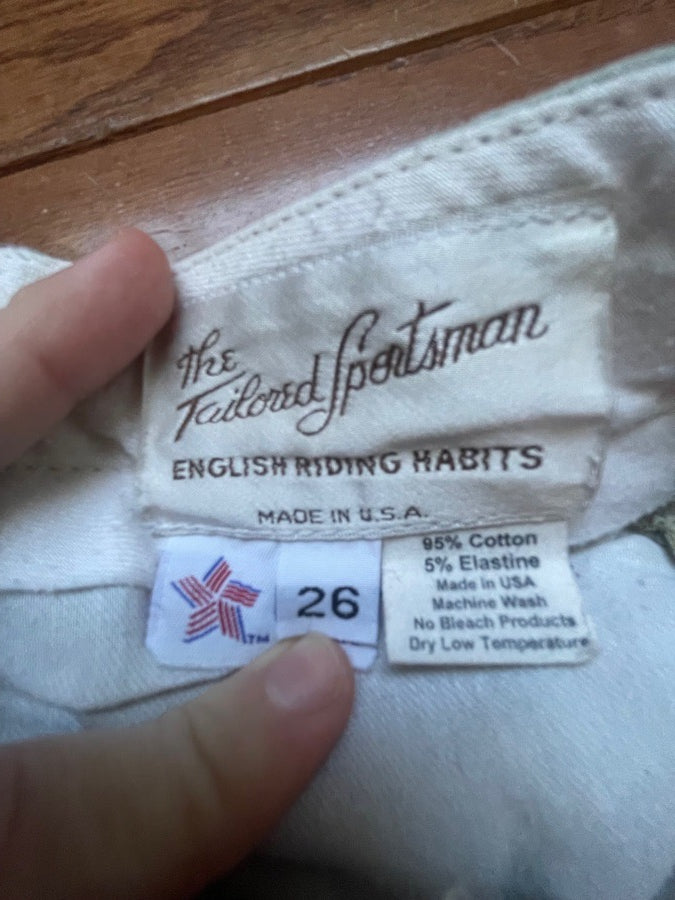 The
Tailored Sportsman
ENGLISH RIDING HABITS
MADE IN U.S.A.
TM
26
95% Cotton
5% Elastine
Made in USA
Machine Wash
No Bleach Products
Dry Low Temperature